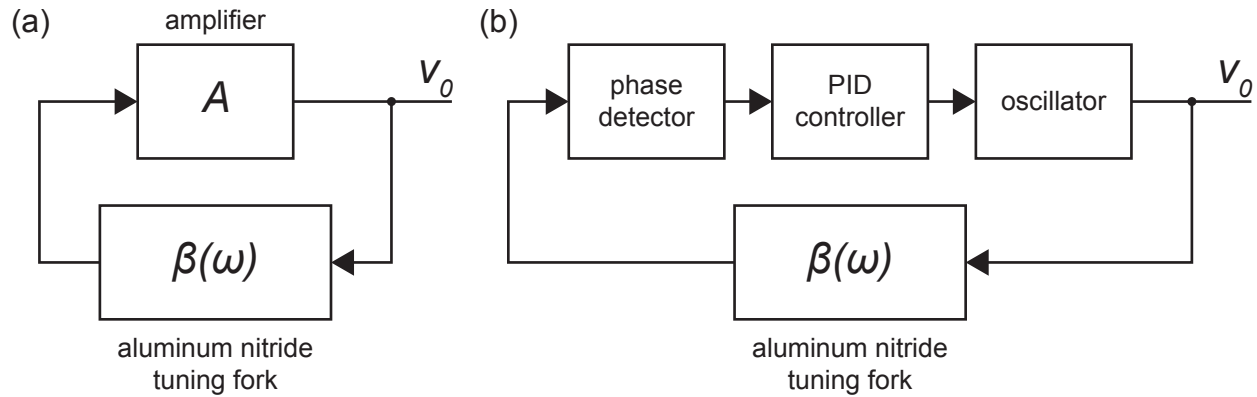 (a)
amplifier
A
v₀
β(ω)
aluminum nitride
tuning fork
(b)
phase
detector
PID
controller
oscillator
v₀
β(ω)
aluminum nitride
tuning fork